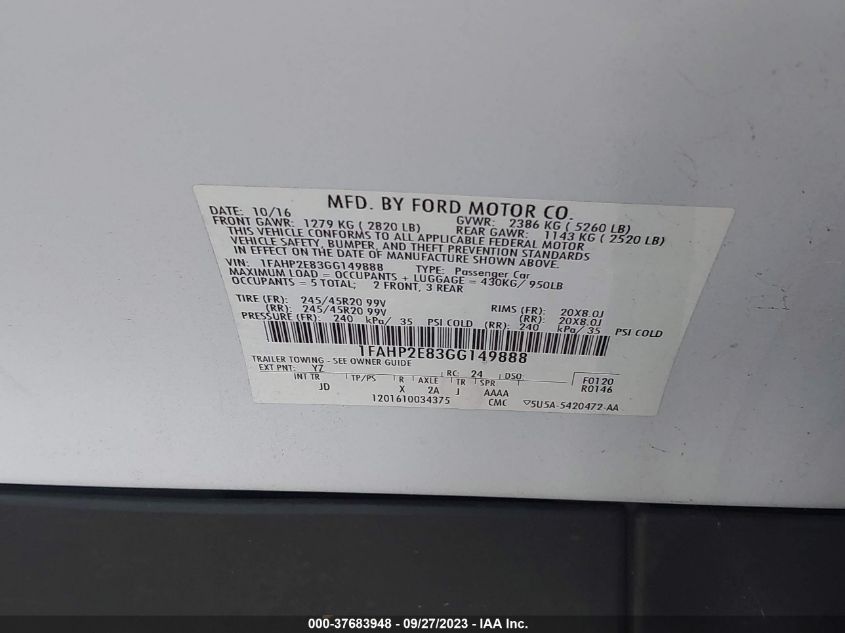 MFD. BY FORD MOTOR CO.
DATE: 10/16 GVWR: 2386 KG ( 5260 LB)
FRONT GAWR: 1279 KG ( 2820 LB) REAR GAWR: 1143 KG ( 2520 LB)
THIS VEHICLE CONFORMS TO ALL APPLICABLE FEDERAL MOTOR
VEHICLE SAFETY, BUMPER, AND THEFT PREVENTION STANDARDS
IN EFFECT ON THE DATE OF MANUFACTURE SHOWN ABOVE.
VIN: 1FAHP2E83GG149888 TYPE: Passenger Car
MAXIMUM LOAD = OCCUPANTS + LUGGAGE = 430KG/ 950LB
OCCUPANTS = 5 TOTAL; 2 FRONT, 3 REAR
TIRE (FR): 245/45R20 99V RIMS (FR): 20X8.0J
(RR): 245/45R20 99V (RR): 20X8.0J
PRESSURE (FR): 240 kPa/ 35 PSI COLD (RR): 240 kPa/ 35 PSI COLD
1FAHP2E83GG149888
TRAILER TOWING - SEE OWNER GUIDE
EXT PNT: YZ RC: 24 DSO:
INT TR TP/PS R AXLE TR SPR F0120
JD X 2A J AAAA R0146
1201610034375 CMC ▽5U5A-5420472-AA
000-37683948 - 09/27/2023 - IAA Inc.